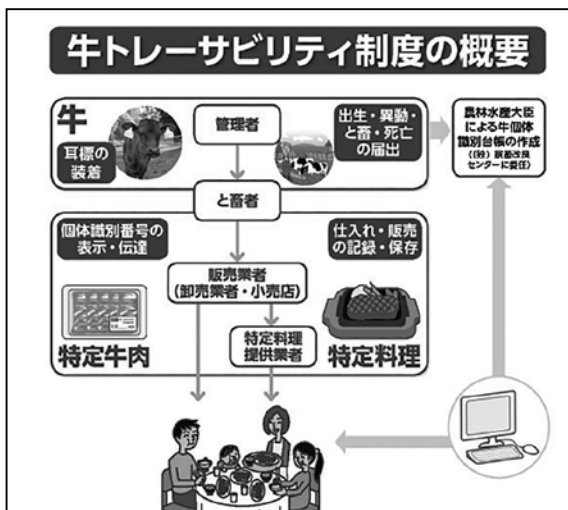 牛トレーサビリティ制度の概要
牛
耳標の
装着
管理者
出生・異動・
と畜・死亡
の届出
農林水産大臣
による牛個体
識別台帳の作成
((独)家畜改良
センターに委任)
と畜者
個体識別番号の
表示・伝達
仕入れ・販売
の記録・保存
販売業者
(卸売業者・小売店)
特定牛肉
特定料理
提供業者
特定料理